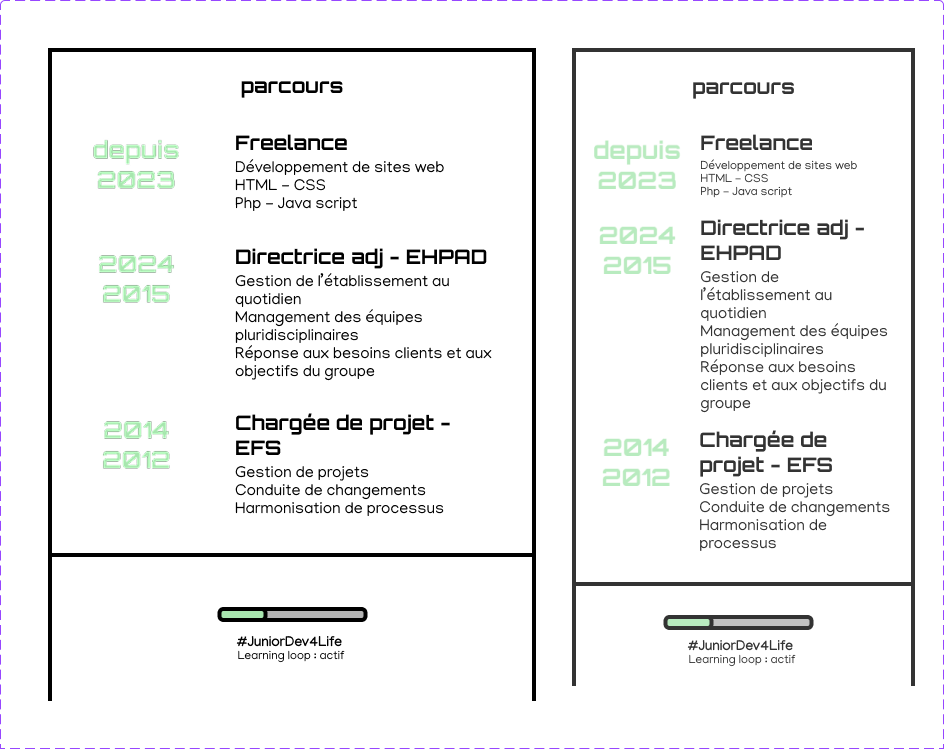 parcours
depuis
2023
Freelance
Développement de sites web
HTML - CSS
Php - Java script
2024
2015
Directrice adj - EHPAD
Gestion de l'établissement au
quotidien
Management des équipes
pluridisciplinaires
Réponse aux besoins clients et aux
objectifs du groupe
2014
2012
Chargée de projet -
EFS
Gestion de projets
Conduite de changements
Harmonisation de processus
#JuniorDev4Life
Learning loop : actif
parcours
depuis
2023
Freelance
Développement de sites web
HTML - CSS
Php - Java script
2024
2015
Directrice adj -
EHPAD
Gestion de
l'établissement au
quotidien
Management des équipes
pluridisciplinaires
Réponse aux besoins
clients et aux objectifs du
groupe
2014
2012
Chargée de
projet - EFS
Gestion de projets
Conduite de changements
Harmonisation de
processus
#JuniorDev4Life
Learning loop : actif